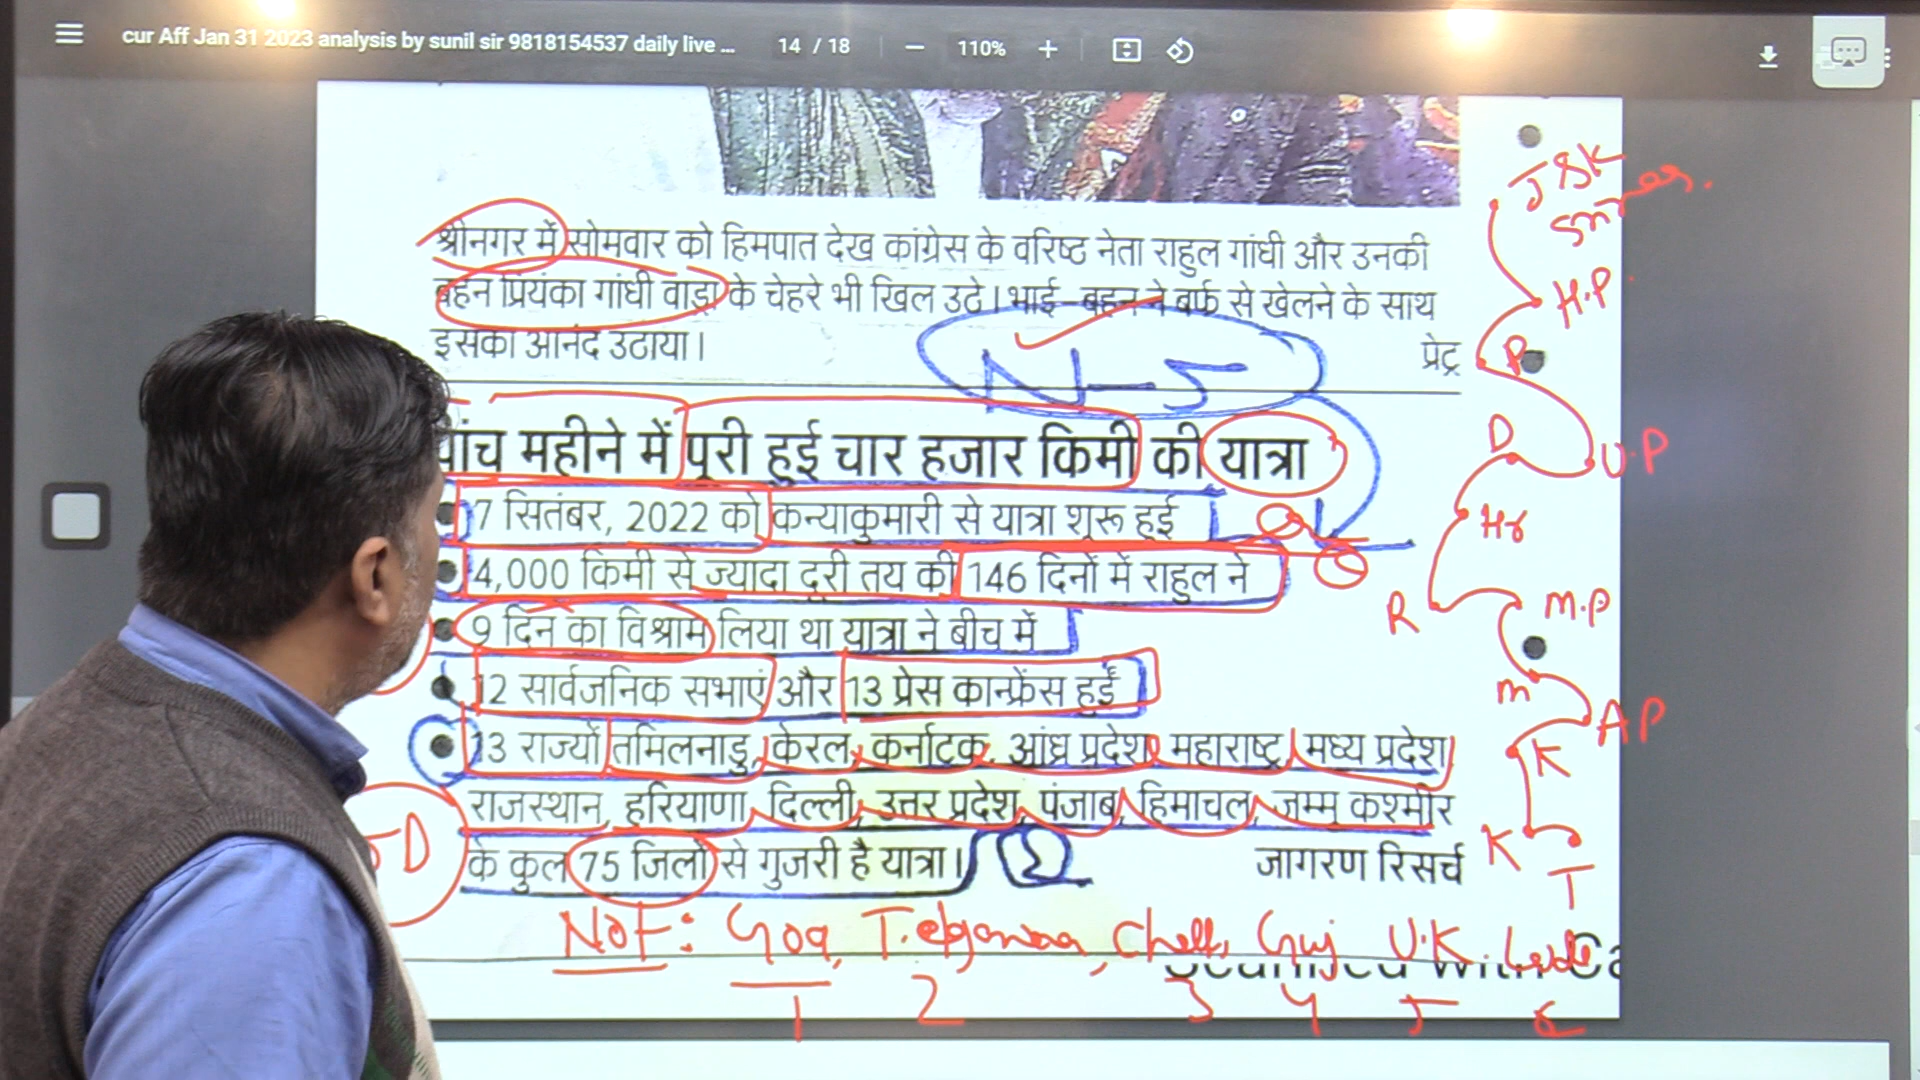 cur Aff Jan 31 2023 analysis by sunil sir 9818154537 daily live ...
14 / 18
110%
श्रीनगर में सोमवार को हिमपात देख कांग्रेस के वरिष्ट नेता राहुल गांधी और उनकी
बहन प्रियंका गांधी वाड्रा के चेहरे भी खिल उठे। भाई-बहन ने बर्फ से खेलने के साथ
इसका आनंद उठाया।
प्रेट्र
N-5
पांच महीने में पूरी हुई चार हजार किमी की यात्रा
7 सितंबर, 2022 को कन्याकुमारी से यात्रा शुरू हुई
4,000 किमी से ज्यादा दूरी तय की 146 दिनों में राहुल ने
9 दिन का विश्राम लिया था यात्रा ने बीच में
12 सार्वजनिक सभाएं और 13 प्रेस कान्फ्रेंस हुईं
13 राज्यों तमिलनाडु, केरल, कर्नाटक, आंध्र प्रदेश, महाराष्ट्र, मध्य प्रदेश,
राजस्थान, हरियाणा, दिल्ली, उत्तर प्रदेश, पंजाब, हिमाचल, जम्मू कश्मीर
के कुल 75 जिलों से गुजरी है यात्रा।
जागरण रिसर्च
J&K
H.P.
P
U.P
D
Hr
R
M.P
m
AP
K
K
T
D
Not: Goa, Guj U.K.
Scanned with Ca
1 2 3 4 5 6